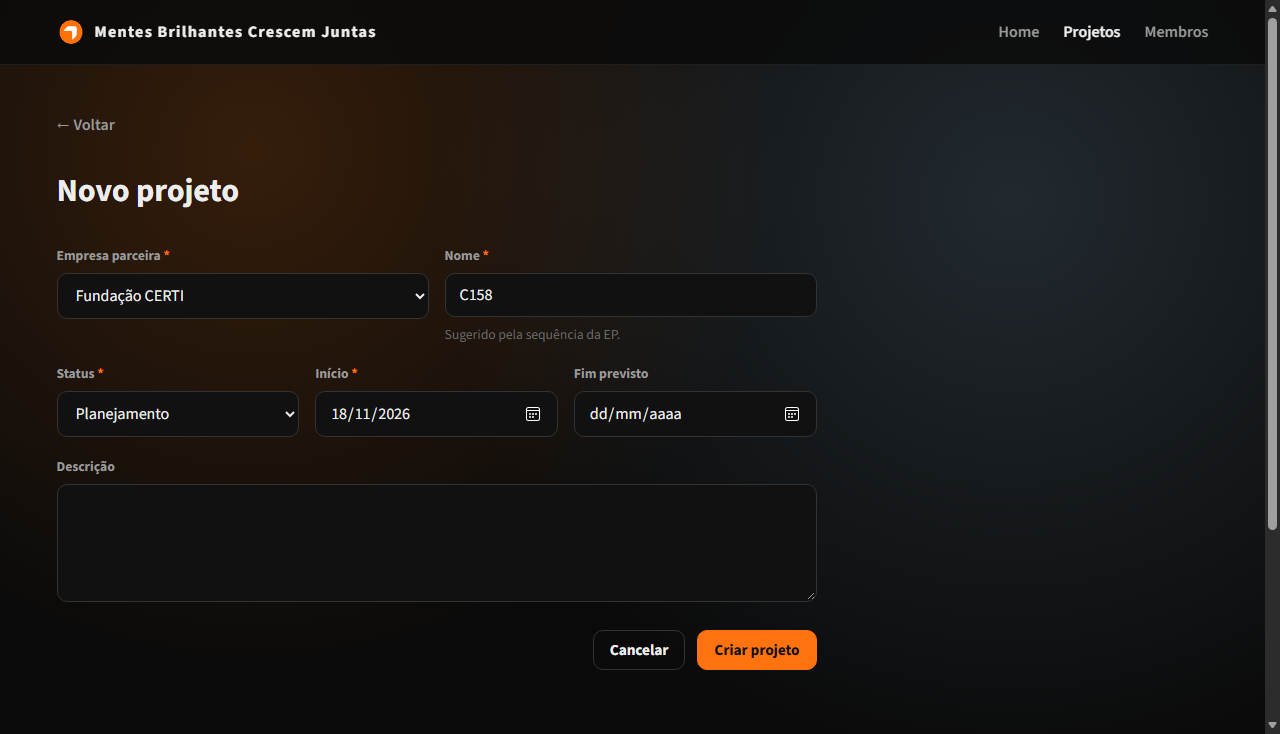 Mentes Brilhantes Crescem Juntas
Home Projetos Membros
← Voltar
Novo projeto
Empresa parceira * Nome *
Fundação CERTI C158
Sugerido pela sequência da EP.
Status * Início * Fim previsto
Planejamento 18/11/2026 dd/mm/aaaa
Descrição
Cancelar Criar projeto